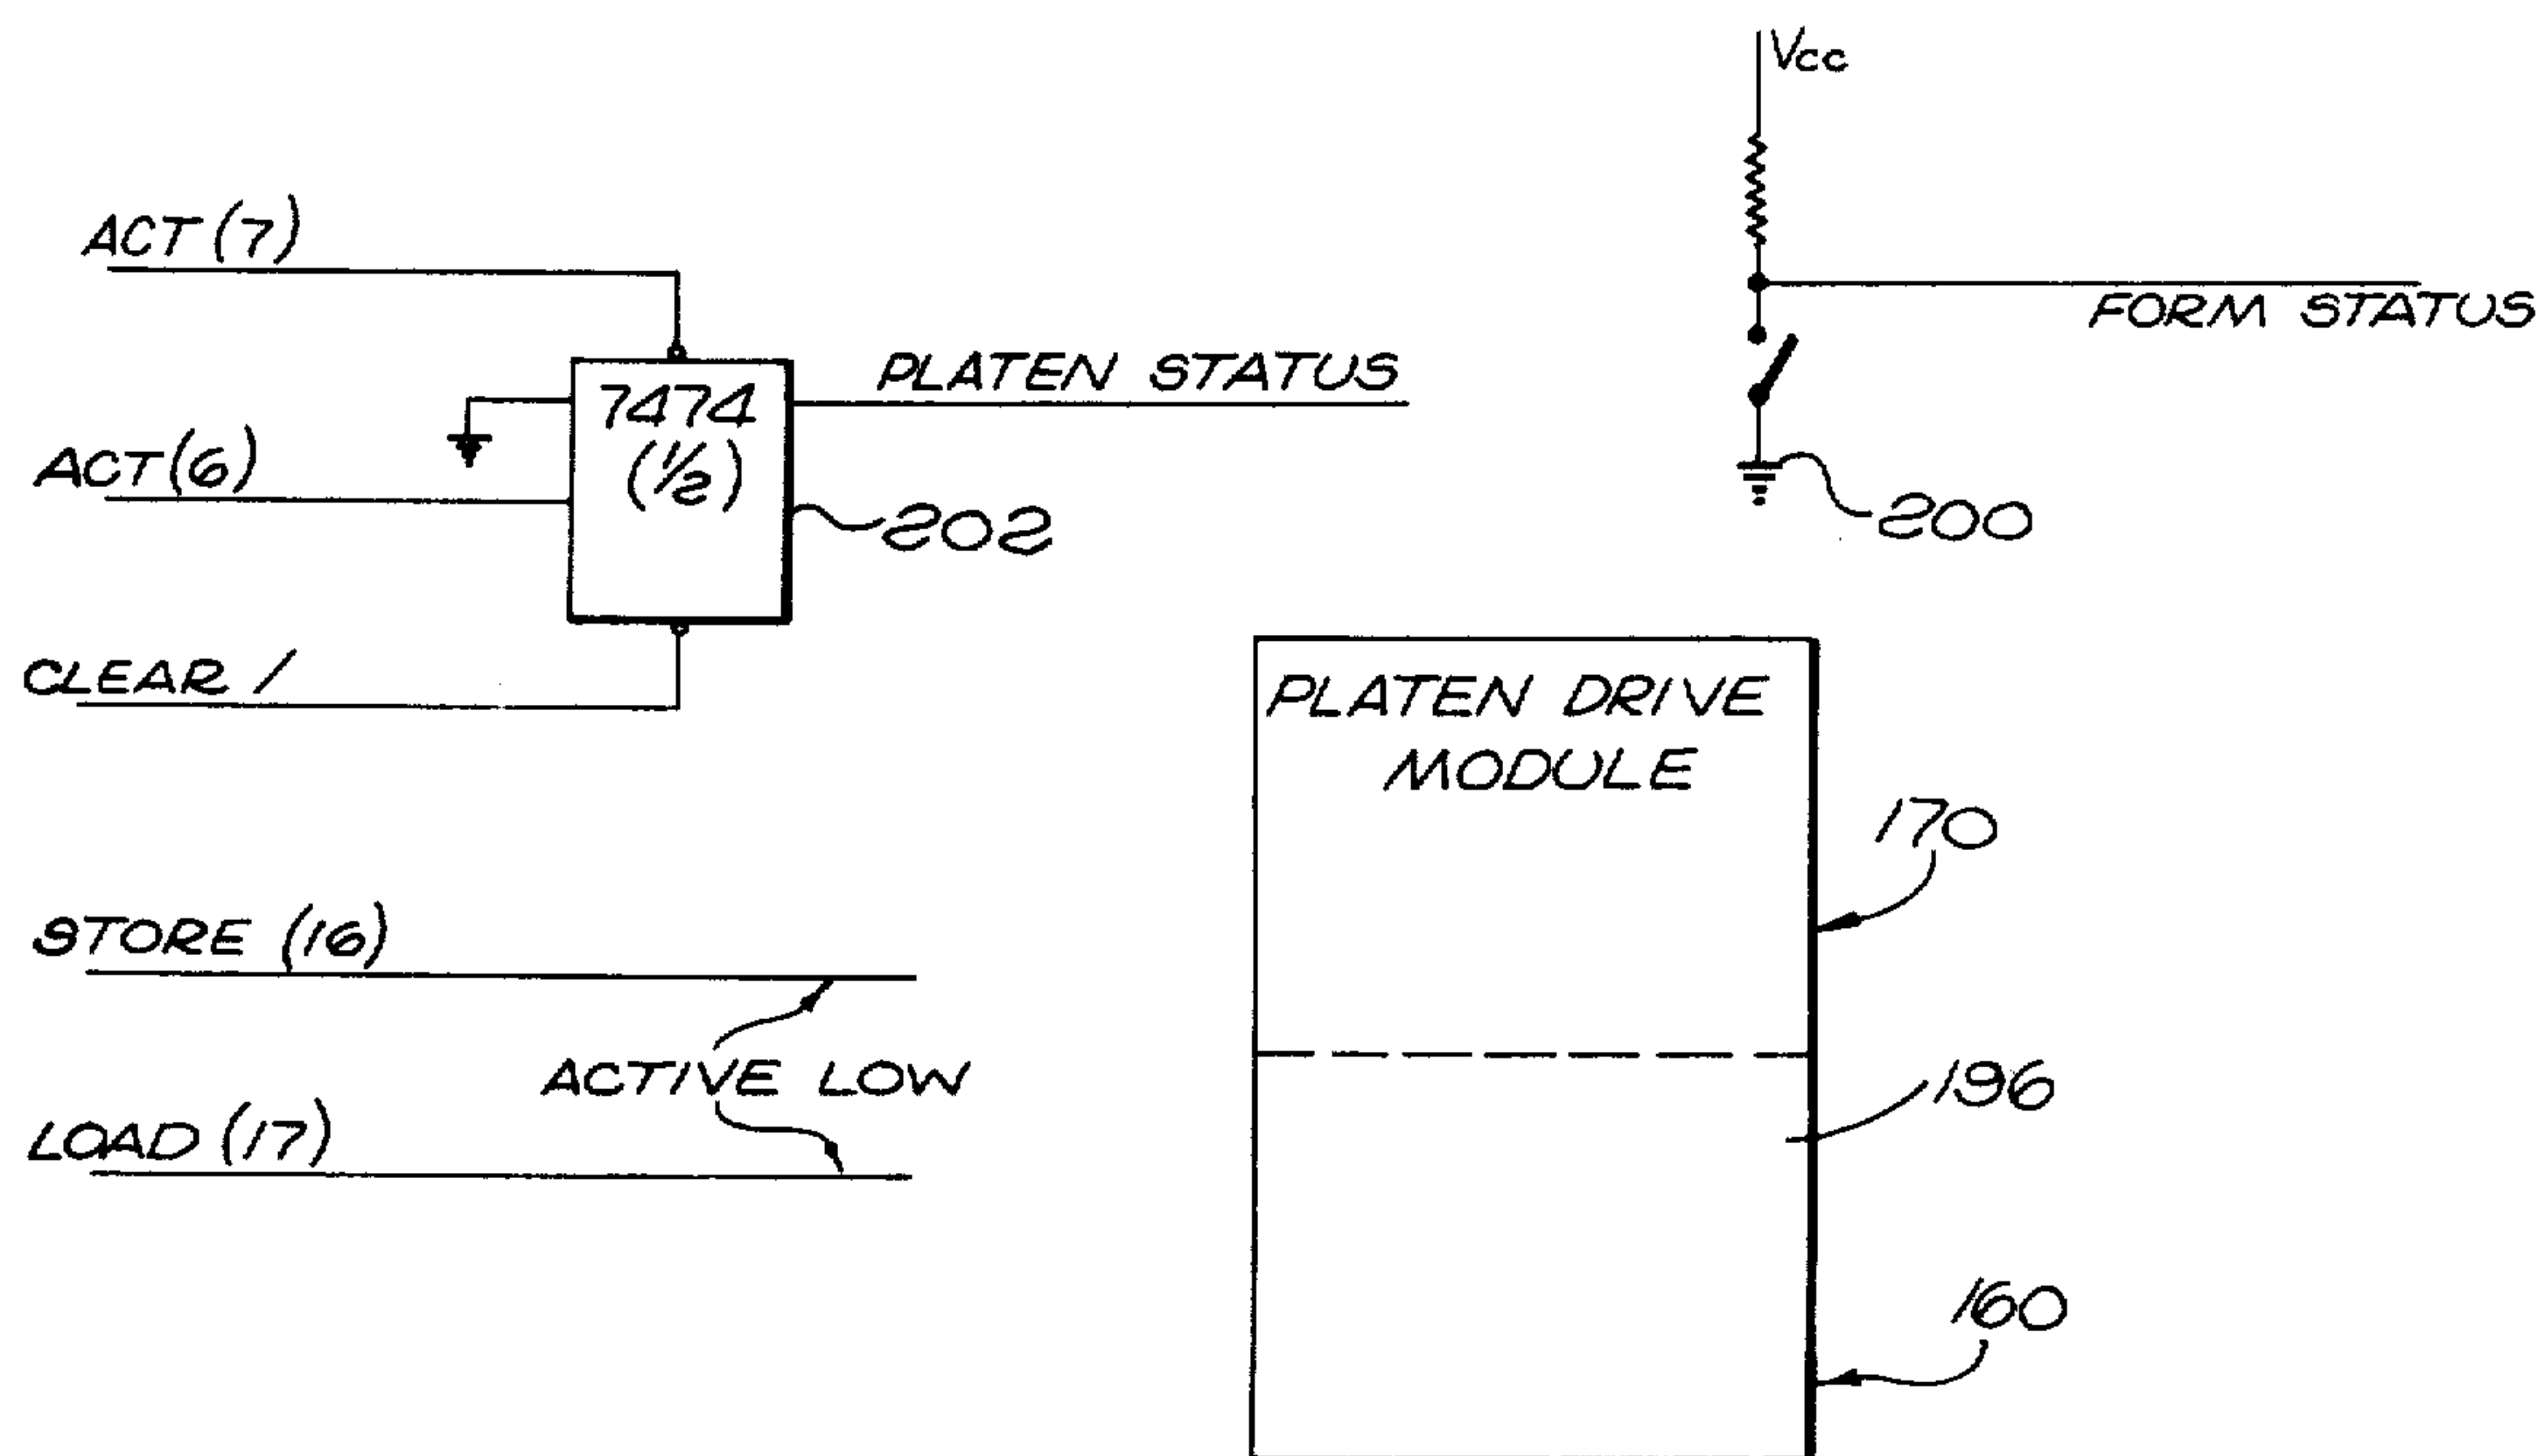 Vcc
ACT (7)
FORM STATUS
PLATEN STATUS
7474
(1/2)
ACT (6)
202
200
CLEAR /
PLATEN DRIVE
MODULE
170
STORE (16)
ACTIVE LOW
196
LOAD (17)
160